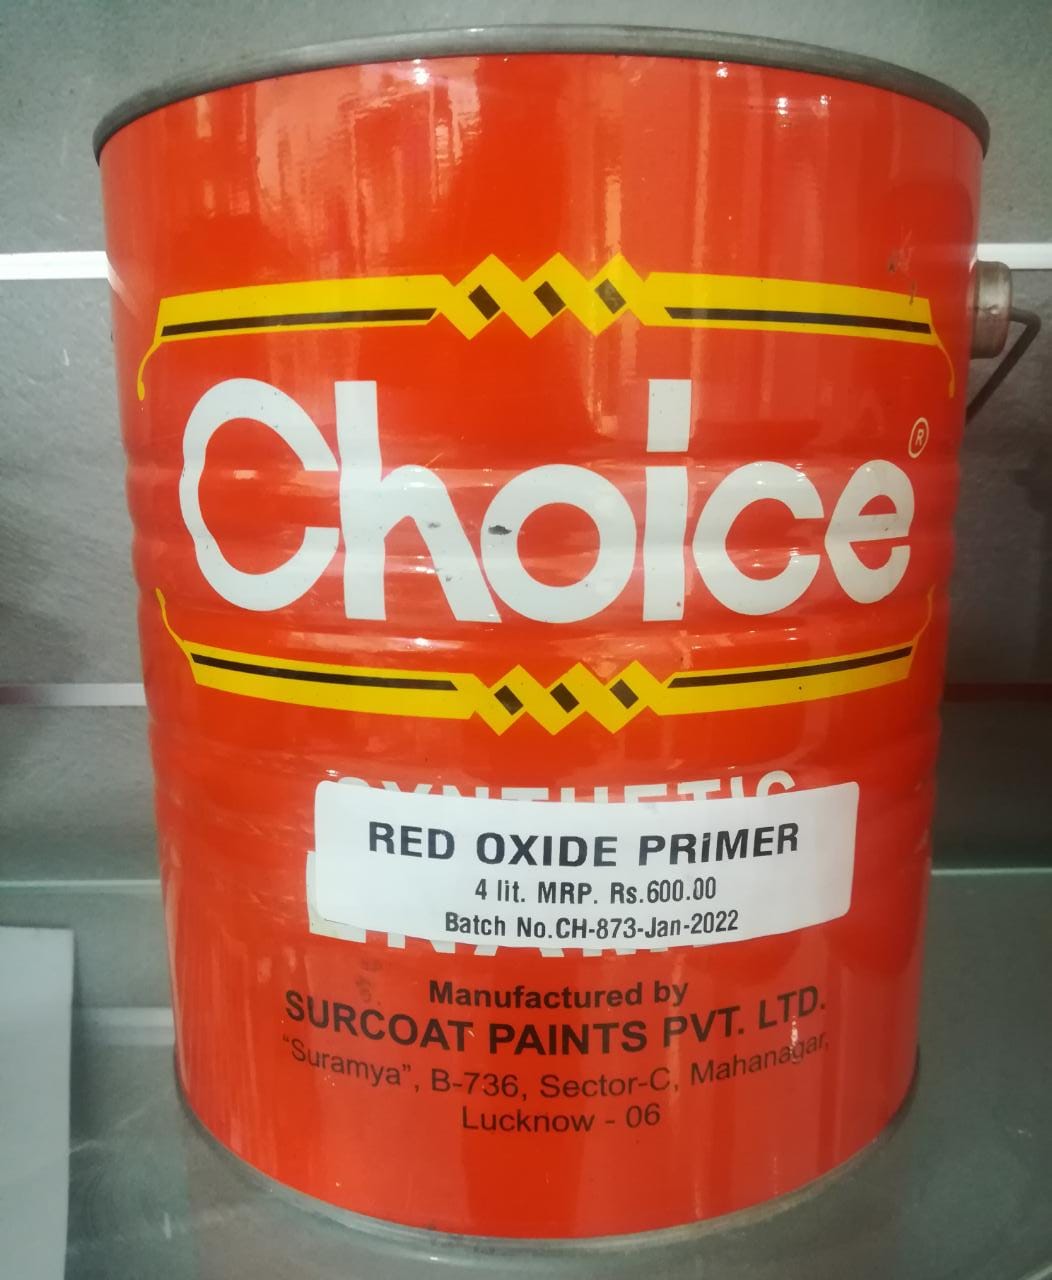 Choice®
SYNTHETIC
RED OXIDE PRiMER
4 lit. MRP. Rs.600.00
Batch No.CH-873-Jan-2022
Manufactured by
SURCOAT PAINTS PVT. LTD.
"Suramya", B-736, Sector-C, Mahanagar,
Lucknow - 06